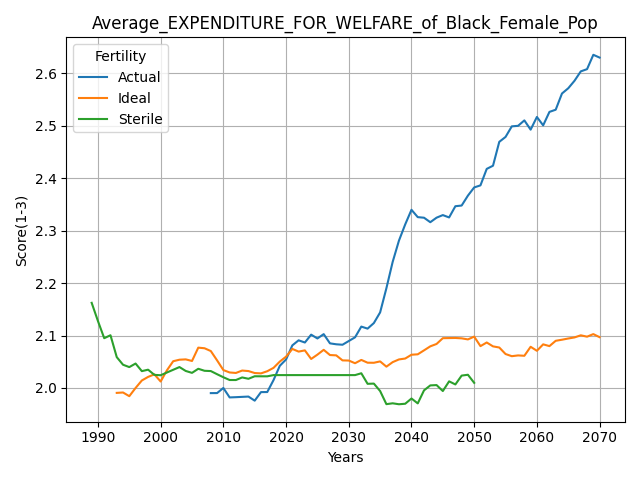 Average_EXPENDITURE_FOR_WELFARE_of_Black_Female_Pop
Fertility
Actual
Ideal
Sterile
Score(1-3)
2.6
2.5
2.4
2.3
2.2
2.1
2.0
1990 2000 2010 2020 2030 2040 2050 2060 2070
Years